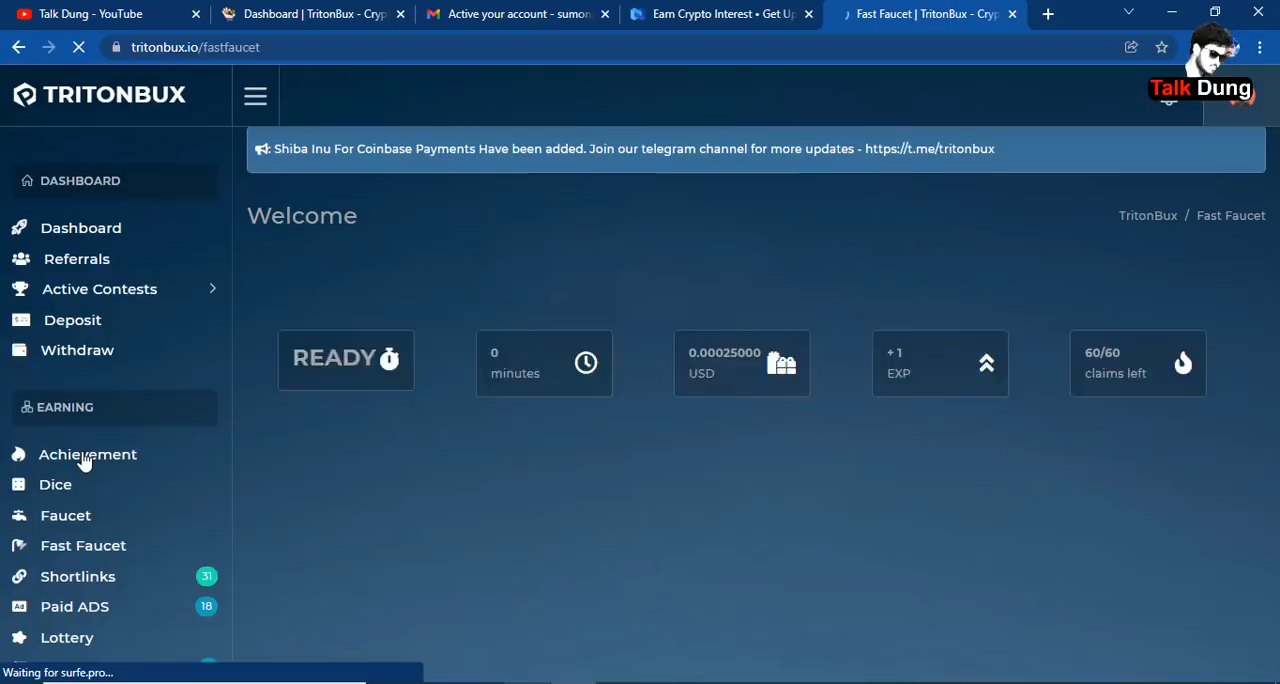 Talk Dung - YouTube
Dashboard | TritonBux - Cryp
Active your account - sumon
Earn Crypto Interest • Get Up
Fast Faucet | TritonBux - Cryp
tritonbux.io/fastfaucet
Talk Dung
TRITONBUX
Shiba Inu For Coinbase Payments Have been added. Join our telegram channel for more updates - https://t.me/tritonbux
DASHBOARD
Welcome
TritonBux / Fast Faucet
Dashboard
Referrals
Active Contests
Deposit
Withdraw
READY
0
minutes
0.00025000
USD
+ 1
EXP
60/60
claims left
EARNING
Achievement
Dice
Faucet
Fast Faucet
Shortlinks 31
Paid ADS 18
Lottery
Waiting for surfe.pro...